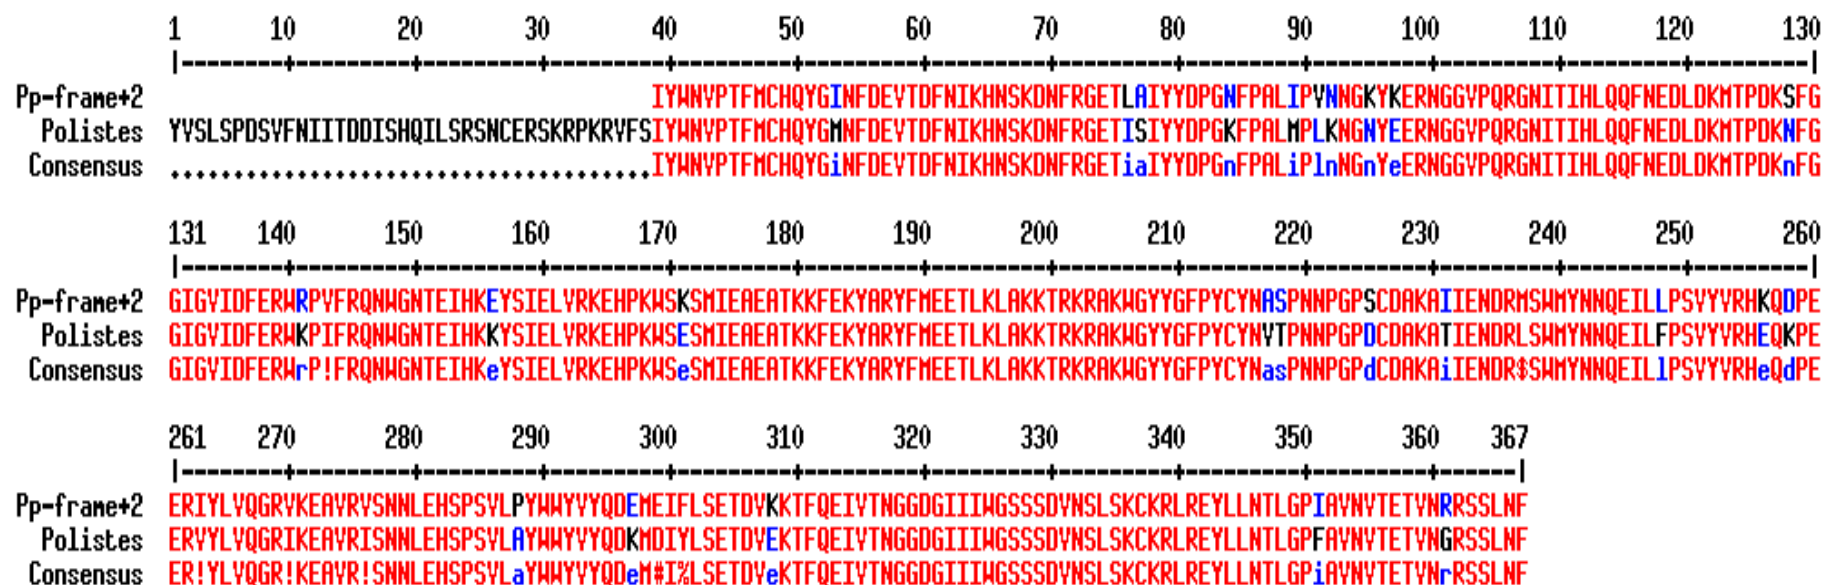 1 10 20 30 40 50 60 70 80 90 100 110 120 130
|--------+---------+---------+---------+---------+---------+---------+---------+---------+---------+---------+---------+---------|
Pp-frame+2 IYWNVPTFMCHQYGINFDEVTDFNIKHNSKDNFRGETLAIYYDPGNFPALIPVNNGKYKERNGGVPQRGNITIHLQQFNEDLDKMTPDKSFG
Polistes YVSLSPDSVFNIITDDISHQILSRSNCERSKRPKRVFSIYWNVPTFMCHQYGMNFDEVTDFNIKHNSKDNFRGETISIYYDPGKFPALMPLKNGNYEERNGGVPQRGNITIHLQQFNEDLDKMTPDKNFG
Consensus ......................................IYWNVPTFMCHQYGiNFDEVTDFNIKHNSKDNFRGETiaIYYDPGnFPALiPlnNGnYeERNGGVPQRGNITIHLQQFNEDLDKMTPDKnFG
131 140 150 160 170 180 190 200 210 220 230 240 250 260
|--------+---------+---------+---------+---------+---------+---------+---------+---------+---------+---------+---------+---------|
Pp-frame+2 GIGVIDFERWRPVFRQNWGNTEIHKEYSIELVRKEHPKWSKSMIEAEATKKFEKYARYFMEETLKLAKKTRKRAKWGYYGFPYCYNASPNNPGPSCDAKAIIENDRMSWMYNNQEILLPSVYVRHKQDPE
Polistes GIGVIDFERWKPIFRQNWGNTEIHKKYSIELVRKEHPKWSESMIEAEATKKFEKYARYFMEETLKLAKKTRKRAKWGYYGFPYCYNVTPNNPGPDCDAKATIENDRLSWMYNNQEILFPSVYVRHEQKPE
Consensus GIGVIDFERWrP!FRQNWGNTEIHKeYSIELVRKEHPKWSeSMIEAEATKKFEKYARYFMEETLKLAKKTRKRAKWGYYGFPYCYNasPNNPGPdCDAKAiIENDR$SWMYNNQEILlPSVYVRHeQdPE
261 270 280 290 300 310 320 330 340 350 360 367
|--------+---------+---------+---------+---------+---------+---------+---------+---------+---------+------|
Pp-frame+2 ERIYLVQGRVKEAVRVSNNLEHSPSVLPYWWYVYQDEMEIFLSETDVKKTFQEIVTNGGDGIIIWGSSSDVNSLSKCKRLREYLLNTLGPIAVNVTETVNRRSSLNF
Polistes ERVYLVQGRIKEAVRISNNLEHSPSVLAYWWYVYQDKMDIYLSETDVEKTFQEIVTNGGDGIIIWGSSSDVNSLSKCKRLREYLLNTLGPFAVNVTETVNGRSSLNF
Consensus ER!YLVQGR!KEAVR!SNNLEHSPSVLaYWWYVYQDeM#I%LSETDVeKTFQEIVTNGGDGIIIWGSSSDVNSLSKCKRLREYLLNTLGPiAVNVTETVNrRSSLNF